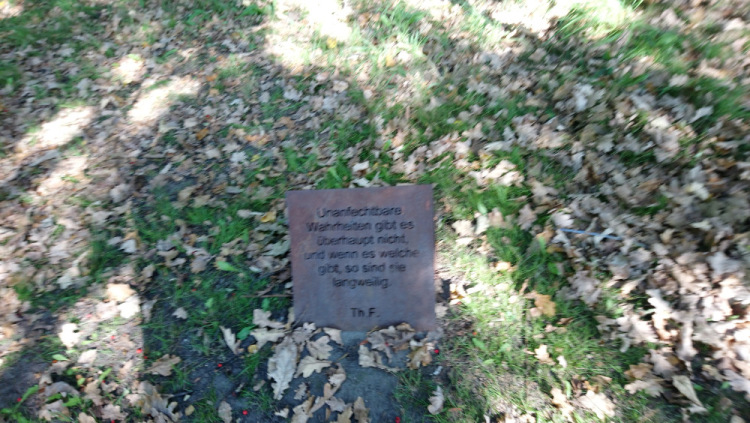 Unanfechtbare
Wahrheiten gibt es
überhaupt nicht,
und wenn es welche
gibt, so sind sie
langweilig.
Th F.